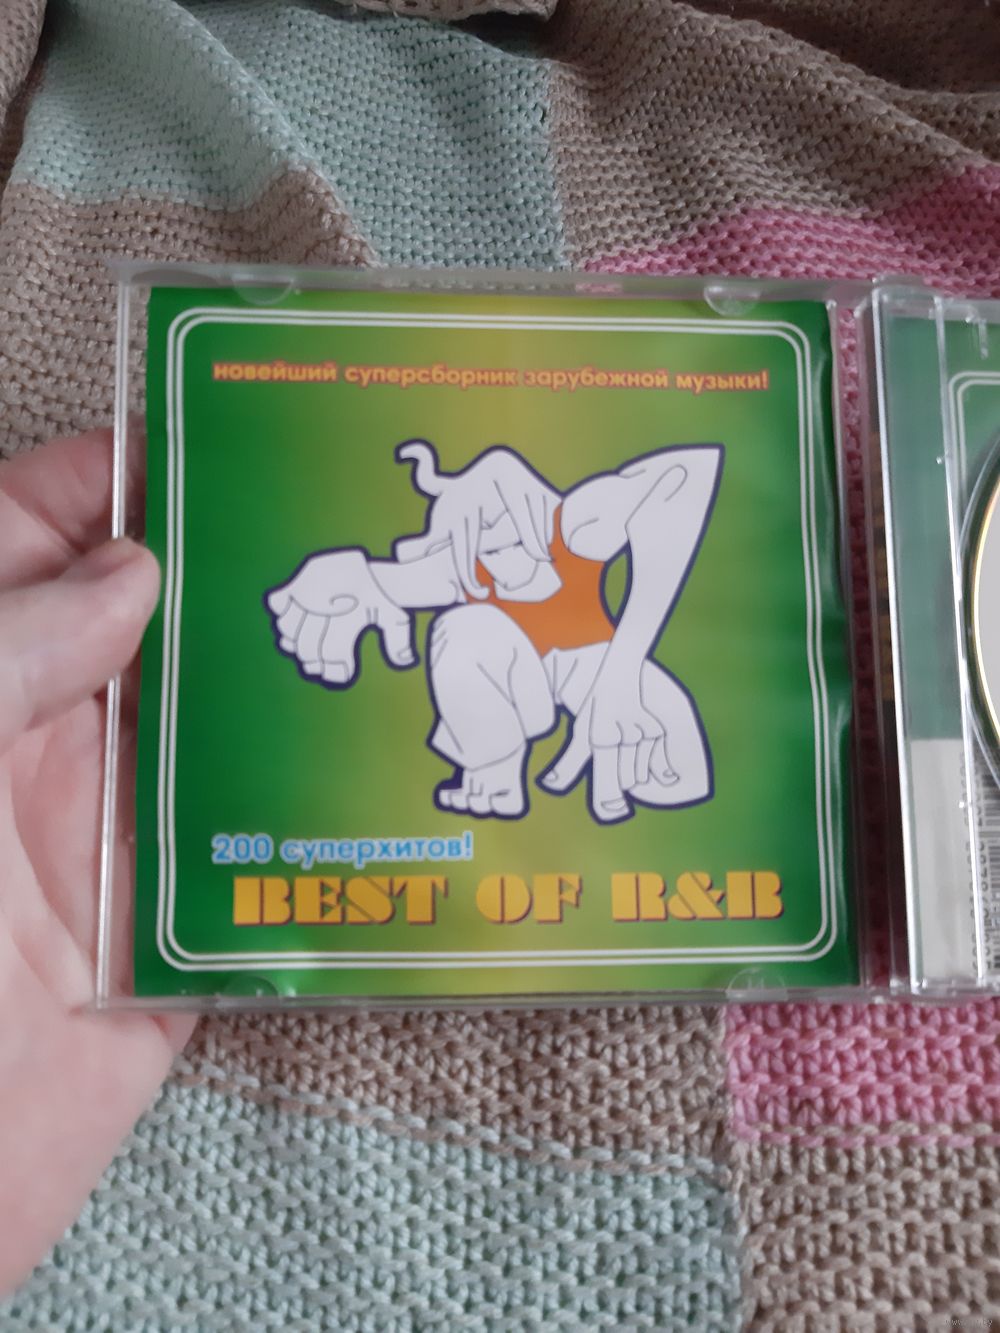 новейший суперсборник зарубежной музыки!
200 суперхитов!
BEST OF R&B